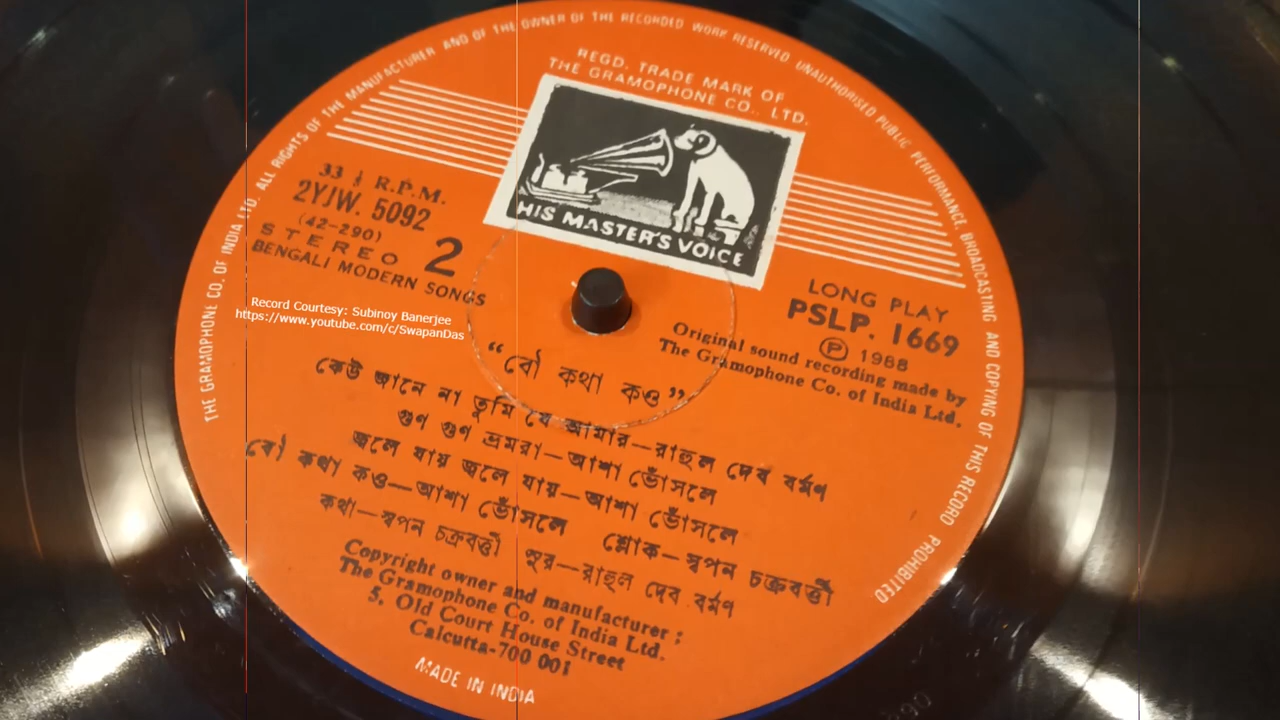 ALL RIGHTS OF THE MANUFACTURER AND OF THE OWNER OF THE RECORDED WORK RESERVED UNAUTHORISED PUBLIC PERFORMANCE, BROADCASTING AND COPYING OF THIS RECORD PROHIBITED
THE GRAMOPHONE CO. OF INDIA LTD.
REGD. TRADE MARK OF
THE GRAMOPHONE CO., LTD.
HIS MASTER'S VOICE
33 ⅓ R.P.M.
2YJW. 5092
(42-290)
STEREO 2
BENGALI MODERN SONGS
LONG PLAY
PSLP. 1669
Ⓟ 1988
Original sound recording made by
The Gramophone Co. of India Ltd.
Record Courtesy: Subinoy Banerjee
https://www.youtube.com/c/SwapanDas
“বৌ কথা কও”
কেউ জানে না তুমি যে আমার—রাহুল দেব বর্মণ
গুণ গুণ ভ্রমরা—আশা ভোঁসলে
জ্বলে যায় জ্বলে যায়—আশা ভোঁসলে
বৌ কথা কও—আশা ভোঁসলে শ্লোক—স্বপন চক্রবর্ত্তী
কথা—স্বপন চক্রবর্ত্তী সুর—রাহুল দেব বর্মণ
Copyright owner and manufacturer :
The Gramophone Co. of India Ltd.
5, Old Court House Street
Calcutta-700 001
MADE IN INDIA